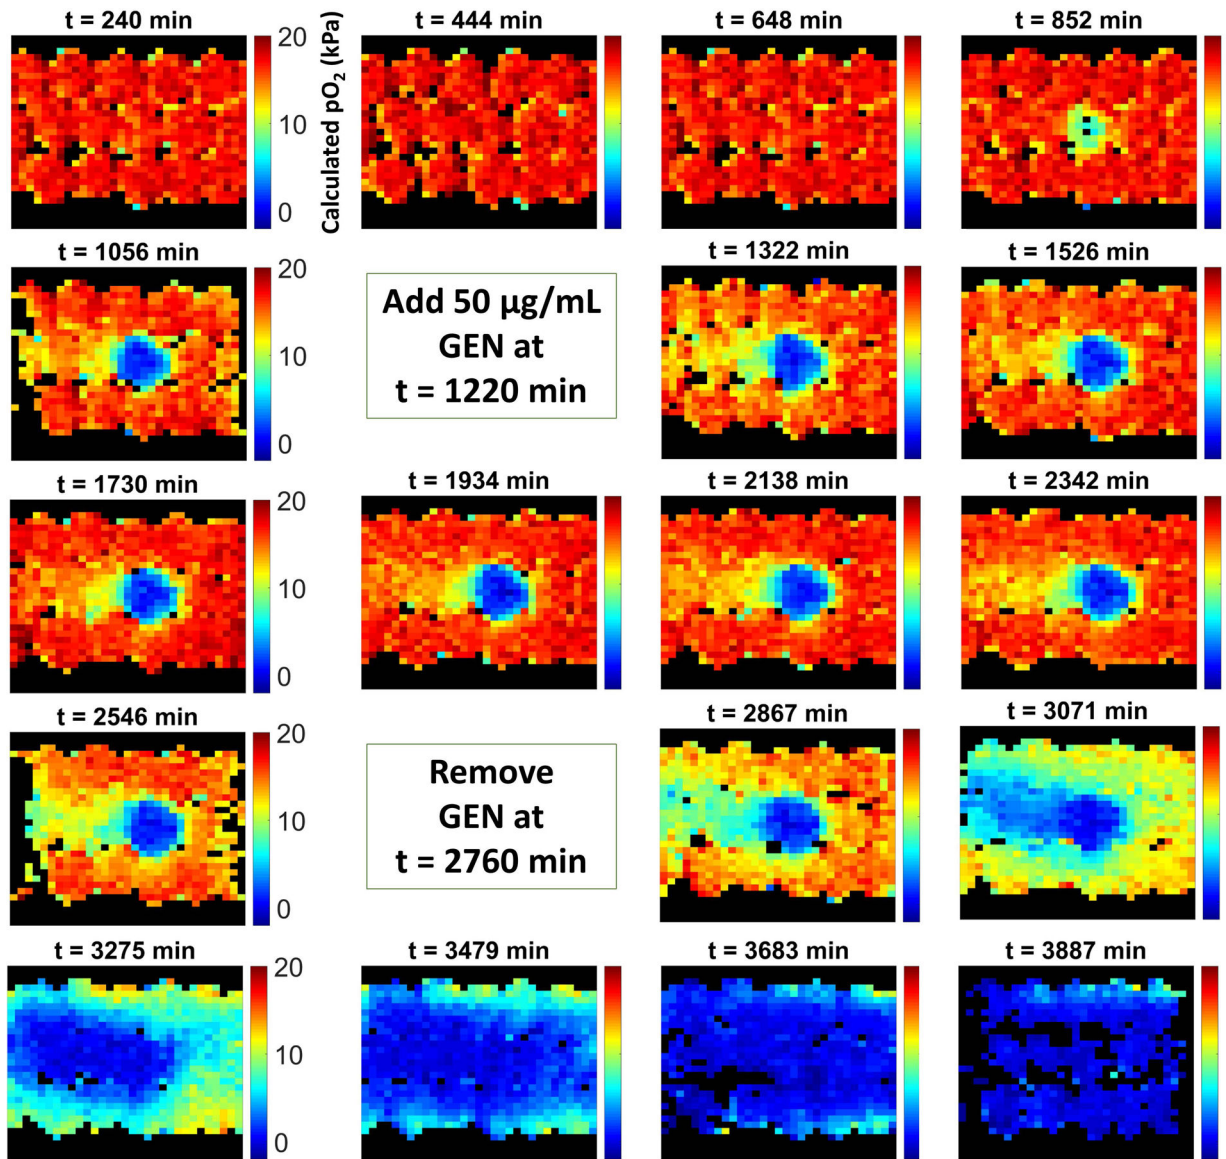 t = 240 min
t = 444 min
t = 648 min
t = 852 min
20
10
0
Calculated pO₂ (kPa)
t = 1056 min
20
10
0
Add 50 µg/mL
GEN at
t = 1220 min
t = 1322 min
t = 1526 min
t = 1730 min
20
10
0
t = 1934 min
t = 2138 min
t = 2342 min
t = 2546 min
20
10
0
Remove
GEN at
t = 2760 min
t = 2867 min
t = 3071 min
t = 3275 min
20
10
0
t = 3479 min
t = 3683 min
t = 3887 min